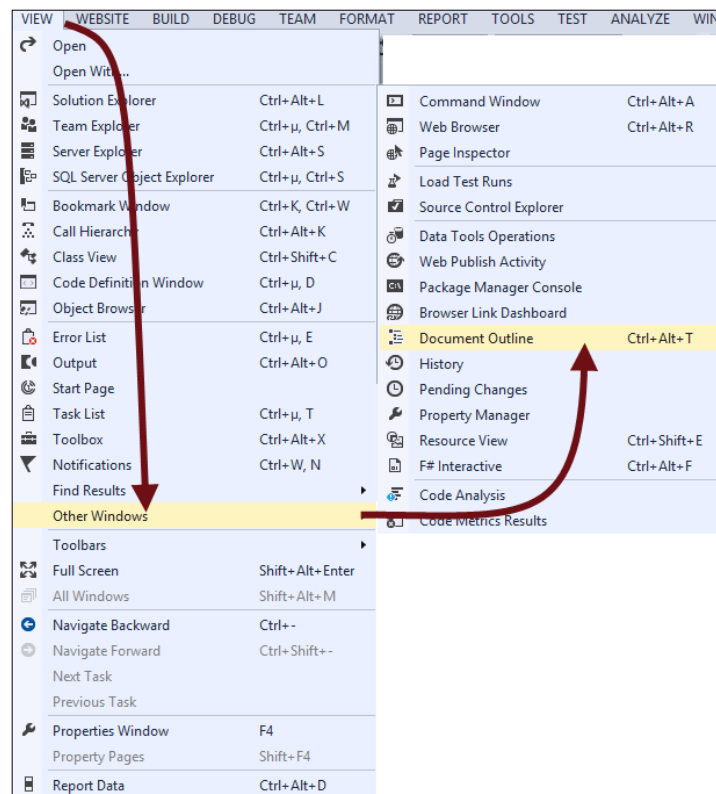 VIEW WEBSITE BUILD DEBUG TEAM FORMAT REPORT TOOLS TEST ANALYZE
Open
Open With...
Solution Explorer Ctrl+Alt+L
Team Explorer Ctrl+µ, Ctrl+M
Server Explorer Ctrl+Alt+S
SQL Server Object Explorer Ctrl+µ, Ctrl+S
Bookmark Window Ctrl+K, Ctrl+W
Call Hierarchy Ctrl+Alt+K
Class View Ctrl+Shift+C
Code Definition Window Ctrl+µ, D
Object Browser Ctrl+Alt+J
Error List Ctrl+µ, E
Output Ctrl+Alt+O
Start Page
Task List Ctrl+µ, T
Toolbox Ctrl+Alt+X
Notifications Ctrl+W, N
Find Results
Other Windows
Toolbars
Full Screen Shift+Alt+Enter
All Windows Shift+Alt+M
Navigate Backward Ctrl+-
Navigate Forward Ctrl+Shift+-
Next Task
Previous Task
Properties Window F4
Property Pages Shift+F4
Report Data Ctrl+Alt+D
Command Window Ctrl+Alt+A
Web Browser Ctrl+Alt+R
Page Inspector
Load Test Runs
Source Control Explorer
Data Tools Operations
Web Publish Activity
Package Manager Console
Browser Link Dashboard
Document Outline Ctrl+Alt+T
History
Pending Changes
Property Manager
Resource View Ctrl+Shift+E
F# Interactive Ctrl+Alt+F
Code Analysis
Code Metrics Results